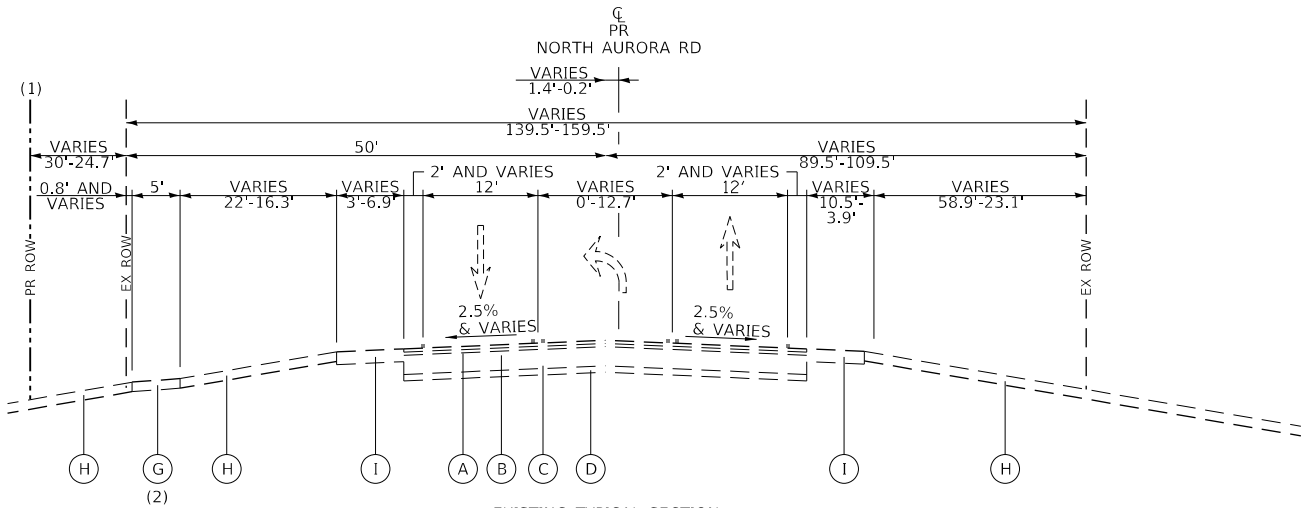 ℄
PR
NORTH AURORA RD
VARIES
1.4'-0.2'
(1)
VARIES
139.5'-159.5'
VARIES
30'-24.7'
50'
VARIES
89.5'-109.5'
2' AND VARIES
2' AND VARIES
0.8' AND
VARIES
5'
VARIES
22'-16.3'
VARIES
3'-6.9'
12'
VARIES
0'-12.7'
12'
VARIES
10.5'-
3.9'
VARIES
58.9'-23.1'
PR ROW
EX ROW
EX ROW
2.5%
& VARIES
2.5%
& VARIES
H
G
H
I
A
B
C
D
I
H
(2)
EXISTING TYPICAL SECTION